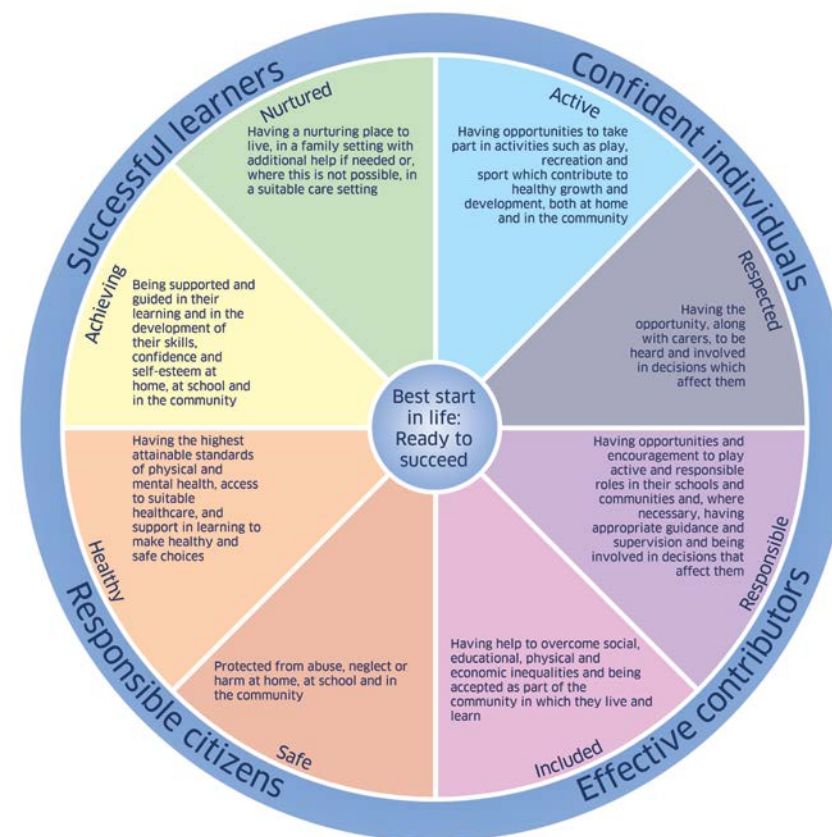 Successful learners
Confident individuals
Nurtured
Having a nurturing place to
live, in a family setting with
additional help if needed or,
where this is not possible, in
a suitable care setting
Active
Having opportunities to take
part in activities such as play,
recreation and
sport which contribute to
healthy growth and
development, both at home
and in the community
Achieving
Being supported and
guided in their
learning and in the
development of
their skills,
confidence and
self-esteem at
home, at school and
in the community
Respected
Having the
opportunity, along
with carers, to be
heard and involved
in decisions which
affect them
Best start
in life:
Ready to
succeed
Healthy
Having the highest
attainable standards
of physical and
mental health, access
to suitable
healthcare, and
support in learning to
make healthy and
safe choices
Responsible
Having opportunities and
encouragement to play
active and responsible
roles in their schools and
communities and, where
necessary, having
appropriate guidance and
supervision and being
involved in decisions that
affect them
Safe
Protected from abuse, neglect or
harm at home, at school and in
the community
Included
Having help to overcome social,
educational, physical and
economic inequalities and being
accepted as part of the
community in which they live and
learn
Responsible citizens
Effective contributors